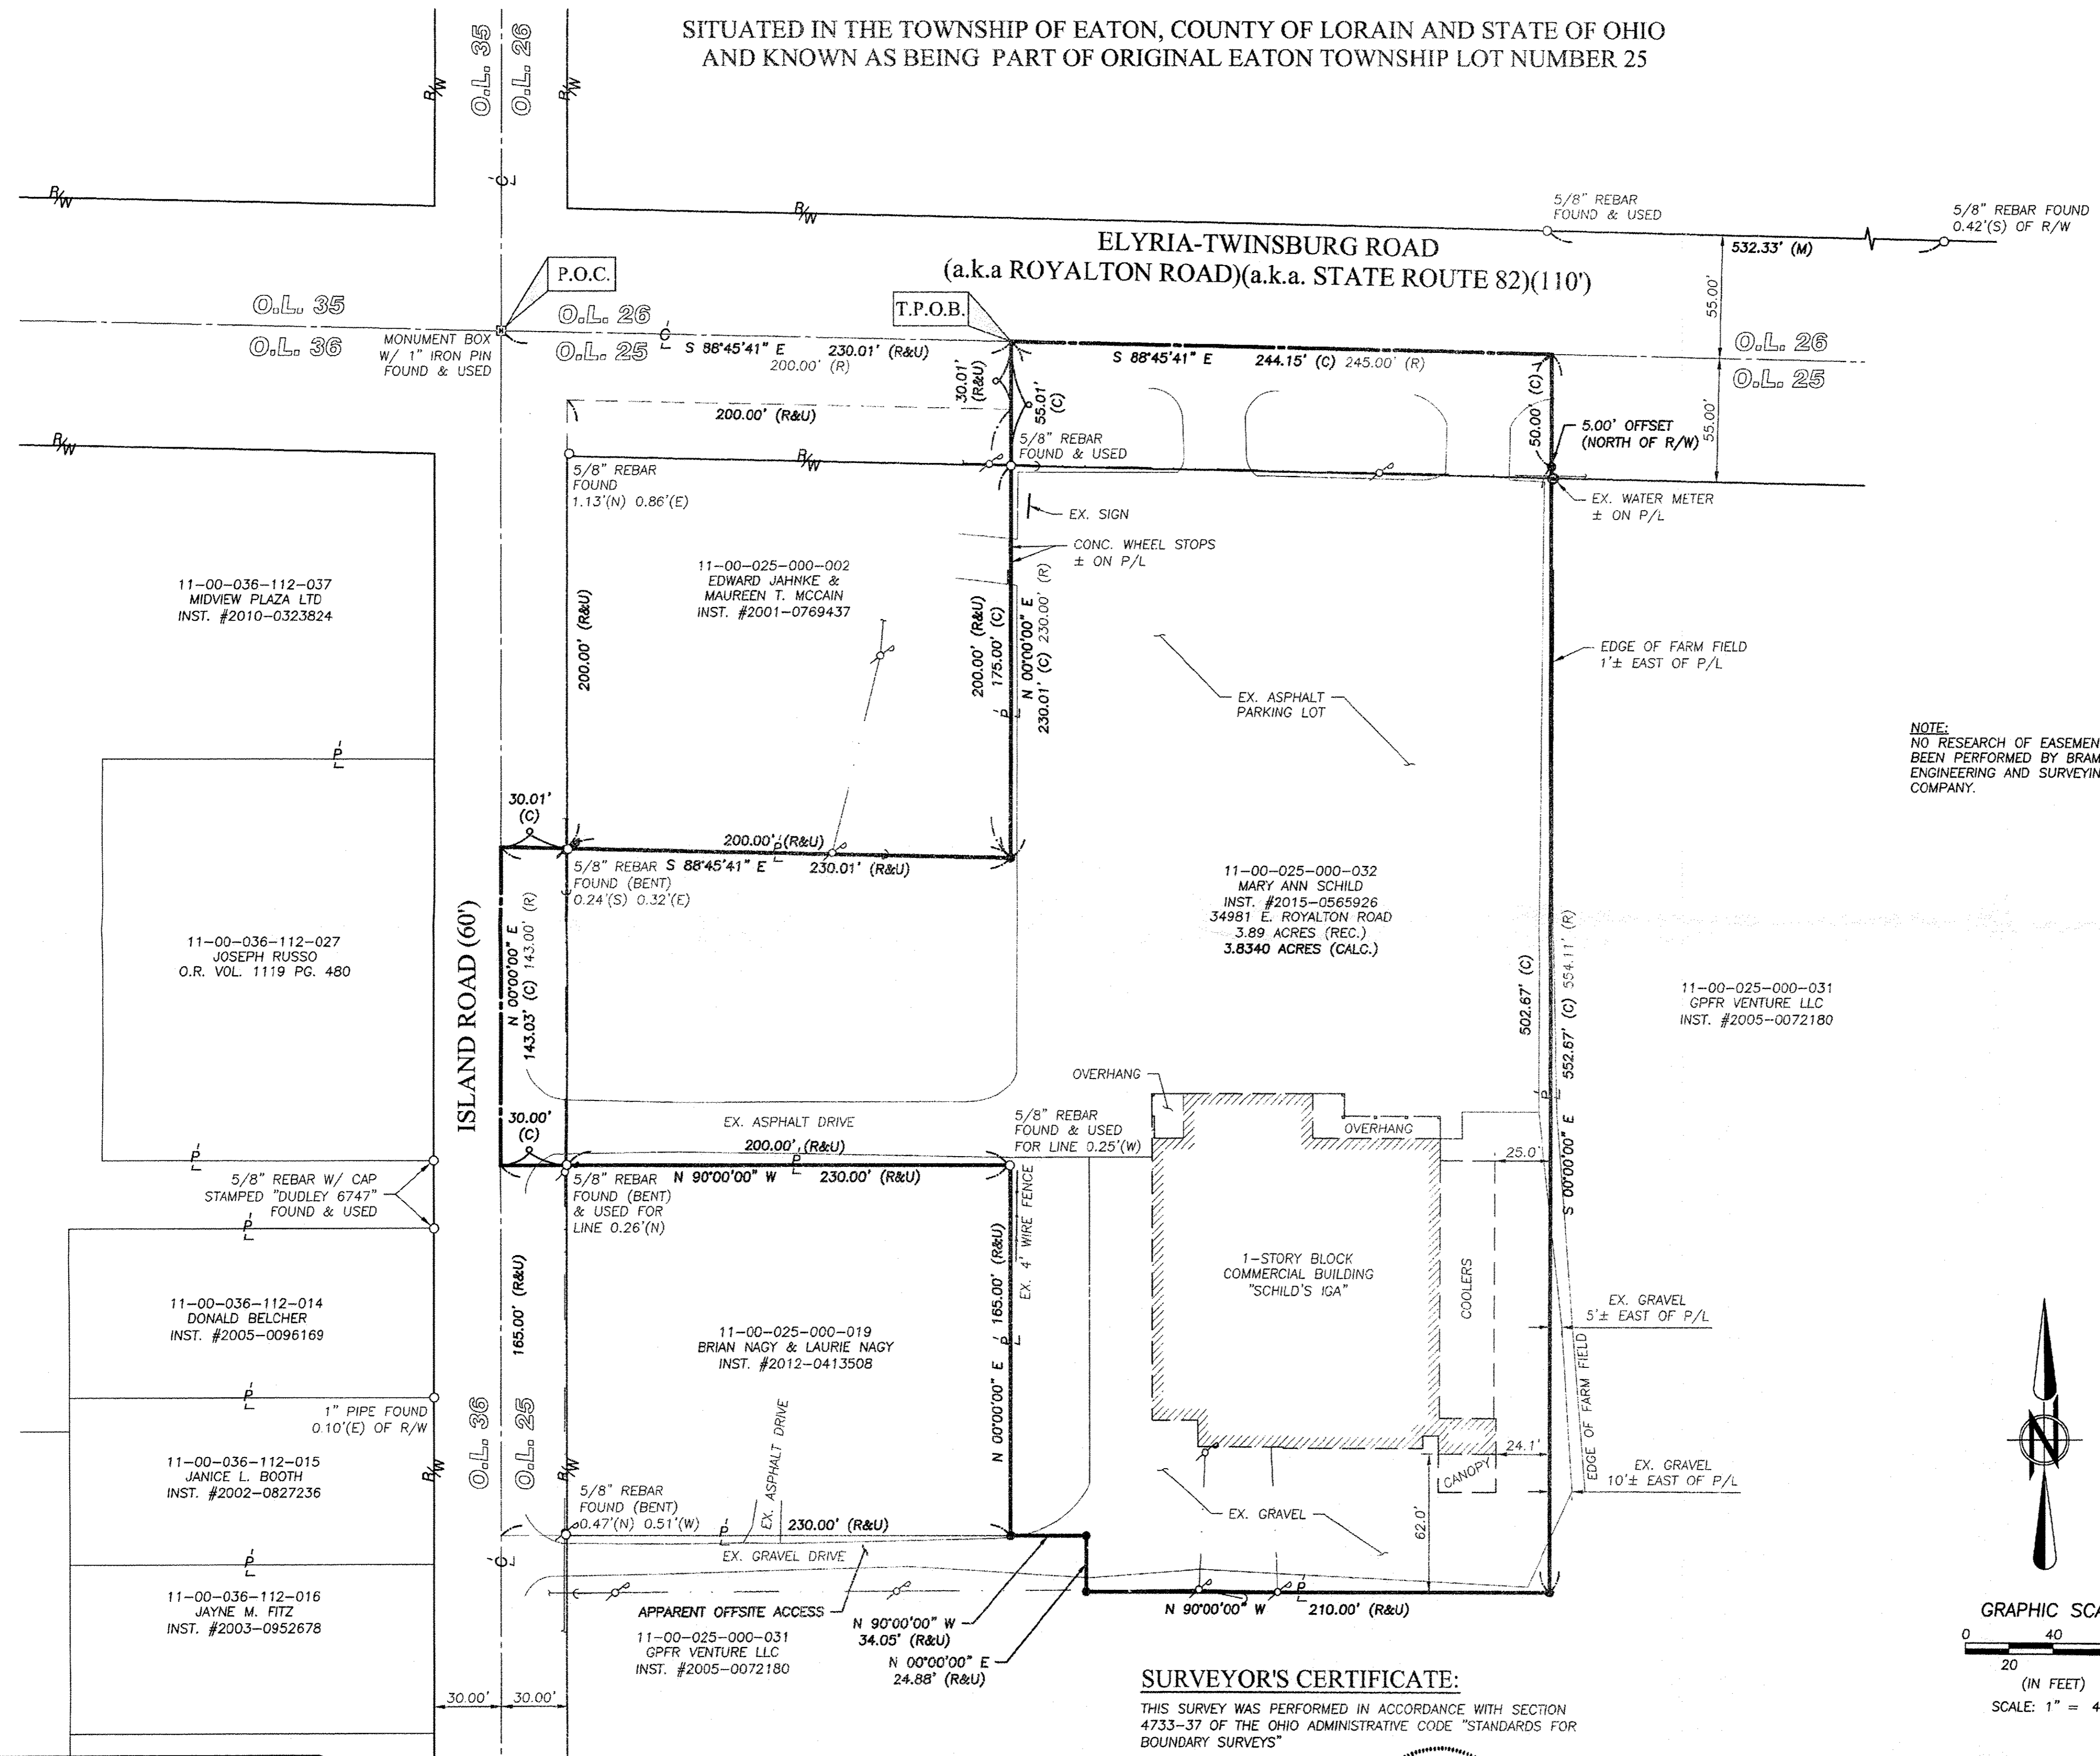 SITUATED IN THE TOWNSHIP OF EATON, COUNTY OF LORAIN AND STATE OF OHIO
AND KNOWN AS BEING PART OF ORIGINAL EATON TOWNSHIP LOT NUMBER 25
O.L. 35
O.L. 26
R/W
R/W
C L
R/W
R/W
5/8" REBAR
FOUND & USED
5/8" REBAR FOUND
0.42'(S) OF R/W
532.33' (M)
ELYRIA-TWINSBURG ROAD
(a.k.a ROYALTON ROAD)(a.k.a. STATE ROUTE 82)(110')
P.O.C.
T.P.O.B.
O.L. 35
O.L. 36
O.L. 26
O.L. 25
MONUMENT BOX
W/ 1" IRON PIN
FOUND & USED
C L
S 88°45'41" E 230.01' (R&U)
200.00' (R)
S 88°45'41" E 244.15' (C) 245.00' (R)
55.00'
55.00'
O.L. 26
O.L. 25
30.01'
(R&U)
55.01'
(C)
50.00' (C)
5.00' OFFSET
(NORTH OF R/W)
200.00' (R&U)
R/W
R/W
5/8" REBAR
FOUND & USED
5/8" REBAR
FOUND
1.13'(N) 0.86'(E)
EX. WATER METER
± ON P/L
EX. SIGN
CONC. WHEEL STOPS
± ON P/L
11-00-036-112-037
MIDVIEW PLAZA LTD
INST. #2010-0323824
11-00-025-000-002
EDWARD JAHNKE &
MAUREEN T. MCCAIN
INST. #2001-0769437
200.00' (R&U)
200.00' (R&U)
175.00' (C)
N 00°00'00" E
230.01' (C) 230.00' (R)
P L
EDGE OF FARM FIELD
1'± EAST OF P/L
EX. ASPHALT
PARKING LOT
NOTE:
NO RESEARCH OF EASEMEN
BEEN PERFORMED BY BRAM
ENGINEERING AND SURVEYIN
COMPANY.
P L
30.01'
(C)
200.00' (R&U)
P L
5/8" REBAR
FOUND (BENT)
0.24'(S) 0.32'(E)
S 88°45'41" E 230.01' (R&U)
11-00-025-000-032
MARY ANN SCHILD
INST. #2015-0565926
34981 E. ROYALTON ROAD
3.89 ACRES (REC.)
3.8340 ACRES (CALC.)
11-00-036-112-027
JOSEPH RUSSO
O.R. VOL. 1119 PG. 480
ISLAND ROAD (60')
N 00°00'00" E
143.03' (C) 143.00' (R)
502.67' (C)
S 00°00'00" E 552.67' (C) 554.11' (R)
P L
11-00-025-000-031
GPFR VENTURE LLC
INST. #2005-0072180
OVERHANG
OVERHANG
30.00'
(C)
EX. ASPHALT DRIVE
200.00' (R&U)
P L
N 90°00'00" W 230.00' (R&U)
5/8" REBAR
FOUND & USED
FOR LINE 0.25'(W)
5/8" REBAR
FOUND (BENT)
& USED FOR
LINE 0.26'(N)
25.0'
P L
5/8" REBAR W/ CAP
STAMPED "DUDLEY 6747"
FOUND & USED
P L
EX. 4' WIRE FENCE
1-STORY BLOCK
COMMERCIAL BUILDING
"SCHILD'S IGA"
COOLERS
165.00' (R&U)
N 00°00'00" E 165.00' (R&U)
P L
11-00-036-112-014
DONALD BELCHER
INST. #2005-0096169
11-00-025-000-019
BRIAN NAGY & LAURIE NAGY
INST. #2012-0413508
EX. GRAVEL
5'± EAST OF P/L
EDGE OF FARM FIELD
P L
1" PIPE FOUND
0.10'(E) OF R/W
O.L. 36
O.L. 25
R/W
R/W
EX. ASPHALT DRIVE
24.1'
CANOPY
EX. GRAVEL
10'± EAST OF P/L
N
11-00-036-112-015
JANICE L. BOOTH
INST. #2002-0827236
5/8" REBAR
FOUND (BENT)
0.47'(N) 0.51'(W)
P L
230.00' (R&U)
EX. GRAVEL
62.0'
P L
C L
EX. GRAVEL DRIVE
11-00-036-112-016
JAYNE M. FITZ
INST. #2003-0952678
APPARENT OFFSITE ACCESS
11-00-025-000-031
GPFR VENTURE LLC
INST. #2005-0072180
N 90°00'00" W
34.05' (R&U)
N 00°00'00" E
24.88' (R&U)
P L
N 90°00'00" W 210.00' (R&U)
30.00'
30.00'
GRAPHIC SCA
0 40
20
(IN FEET)
SCALE: 1" = 4
SURVEYOR'S CERTIFICATE:
THIS SURVEY WAS PERFORMED IN ACCORDANCE WITH SECTION
4733-37 OF THE OHIO ADMINISTRATIVE CODE "STANDARDS FOR
BOUNDARY SURVEYS"